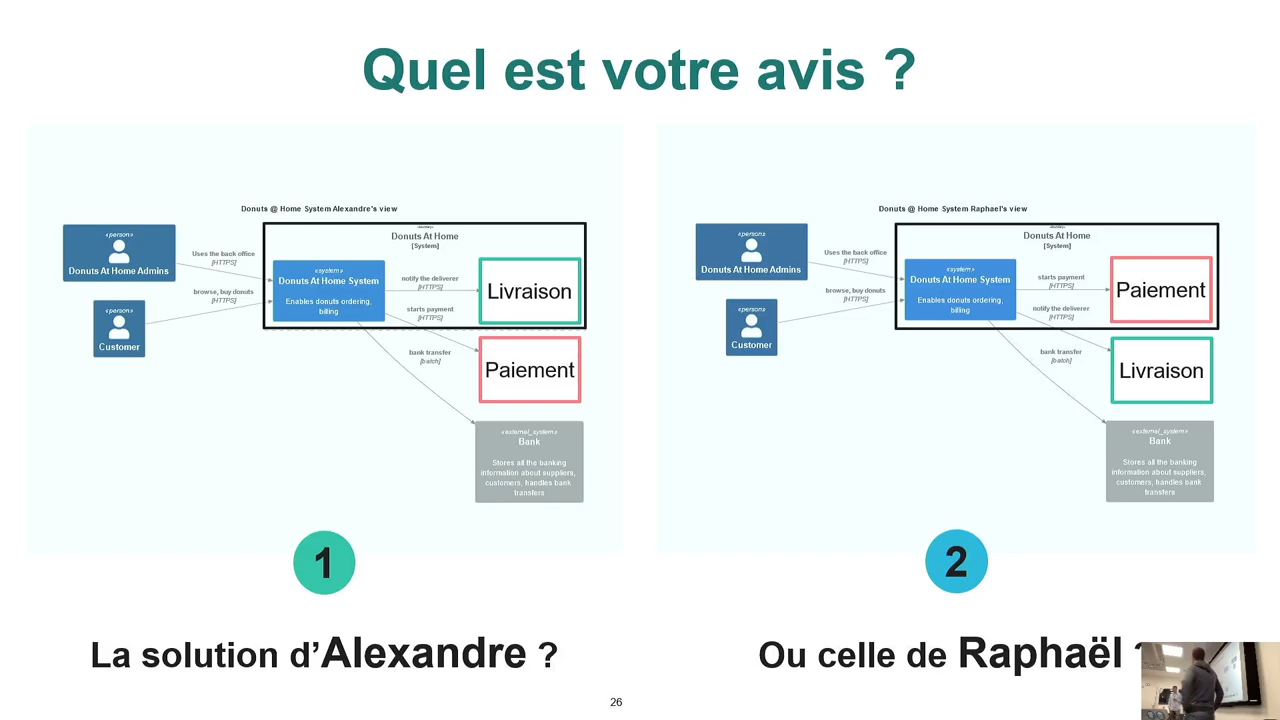 Quel est votre avis ?
Donuts @ Home System Alexandre's view
«person»
Donuts At Home Admins
«person»
Customer
Uses the back office
[HTTPS]
browse, buy donuts
[HTTPS]
Donuts At Home
[System]
«system»
Donuts At Home System
Enables donuts ordering,
billing
notify the deliverer
[HTTPS]
starts payment
[HTTPS]
bank transfer
[batch]
Livraison
Paiement
«external_system»
Bank
Stores all the banking
information about suppliers,
customers, handles bank
transfers
1
La solution d’Alexandre ?
Donuts @ Home System Raphael's view
«person»
Donuts At Home Admins
«person»
Customer
Uses the back office
[HTTPS]
browse, buy donuts
[HTTPS]
Donuts At Home
[System]
«system»
Donuts At Home System
Enables donuts ordering,
billing
starts payment
[HTTPS]
notify the deliverer
[HTTPS]
bank transfer
[batch]
Paiement
Livraison
«external_system»
Bank
Stores all the banking
information about suppliers,
customers, handles bank
transfers
2
Ou celle de Raphaël ?
26